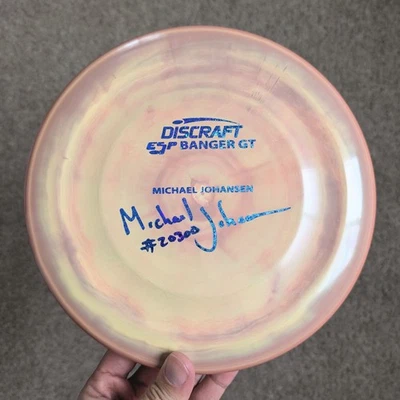 DISCRAFT
ESP BANGER GT
MICHAEL JOHANSEN
Michael Johansen
#20300